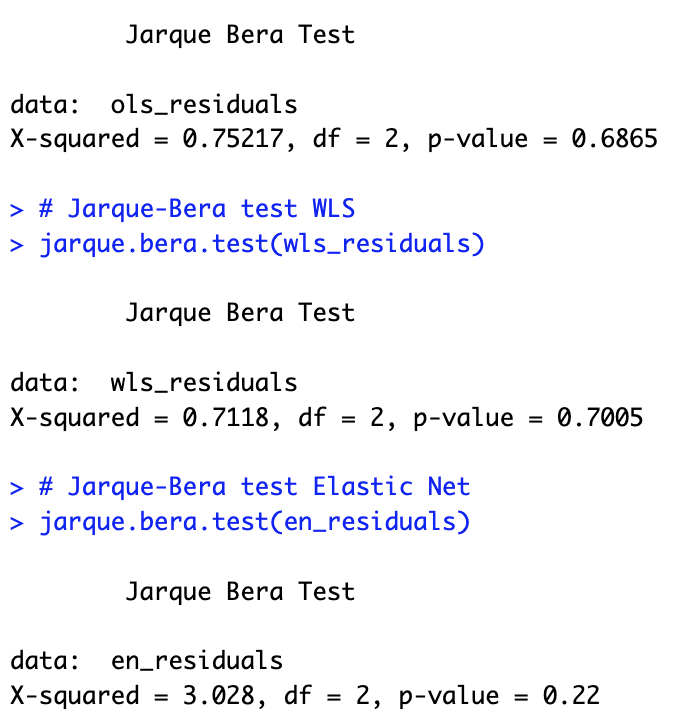 Jarque Bera Test
data:  ols_residuals
X-squared = 0.75217, df = 2, p-value = 0.6865
> # Jarque-Bera test WLS
> jarque.bera.test(wls_residuals)
Jarque Bera Test
data:  wls_residuals
X-squared = 0.7118, df = 2, p-value = 0.7005
> # Jarque-Bera test Elastic Net
> jarque.bera.test(en_residuals)
Jarque Bera Test
data:  en_residuals
X-squared = 3.028, df = 2, p-value = 0.22